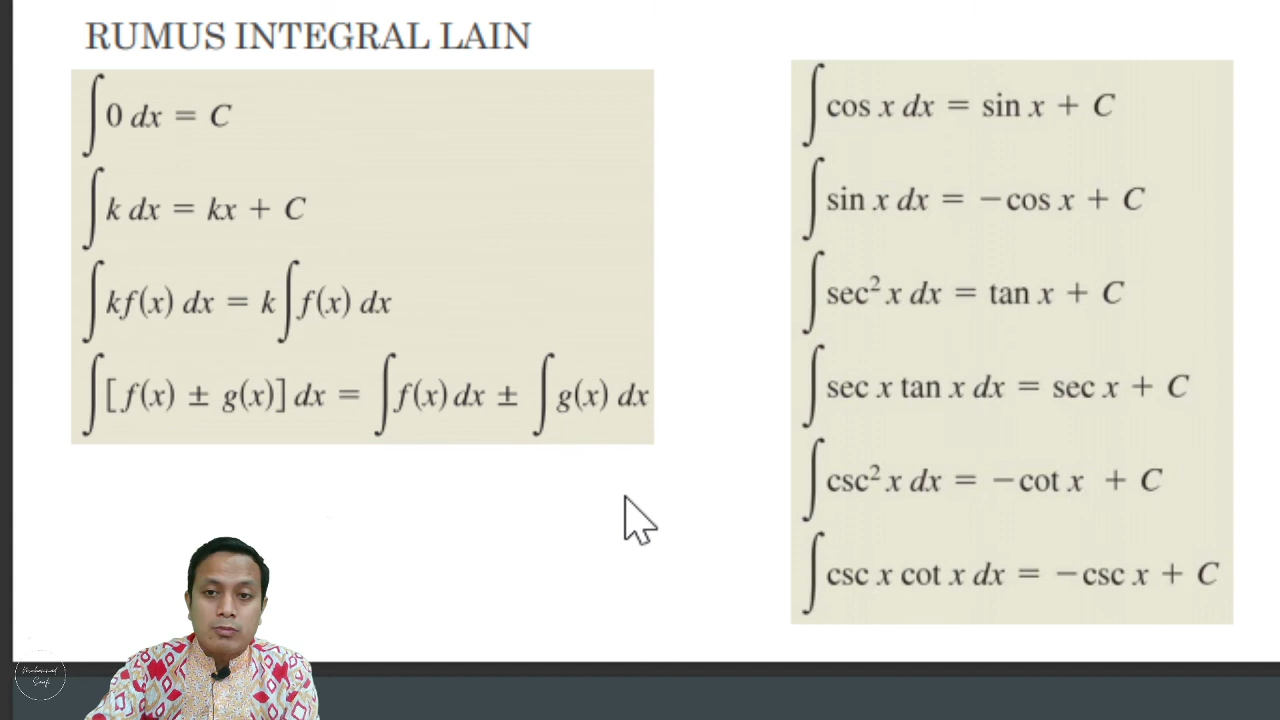 RUMUS INTEGRAL LAIN
∫ 0 dx = C
∫ k dx = kx + C
∫ kf(x) dx = k ∫ f(x) dx
∫ [f(x) ± g(x)] dx = ∫ f(x) dx ± ∫ g(x) dx
∫ cos x dx = sin x + C
∫ sin x dx = −cos x + C
∫ sec² x dx = tan x + C
∫ sec x tan x dx = sec x + C
∫ csc² x dx = −cot x + C
∫ csc x cot x dx = −csc x + C